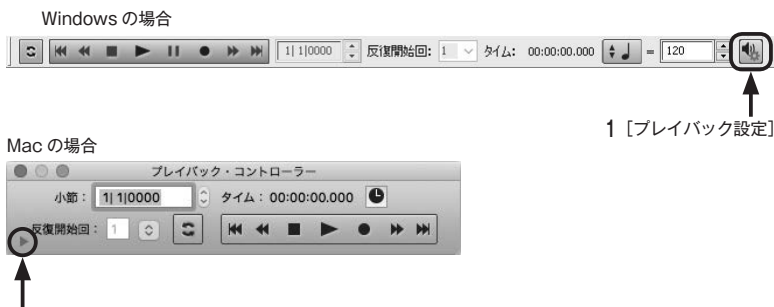 Windows の場合
1| 1|0000 反復開始回: 1 タイム: 00:00:00.000 = 120
1 [プレイバック設定]
Mac の場合
プレイバック・コントローラー
小節: 1| 1|0000 タイム: 00:00:00.000
反復開始回: 1